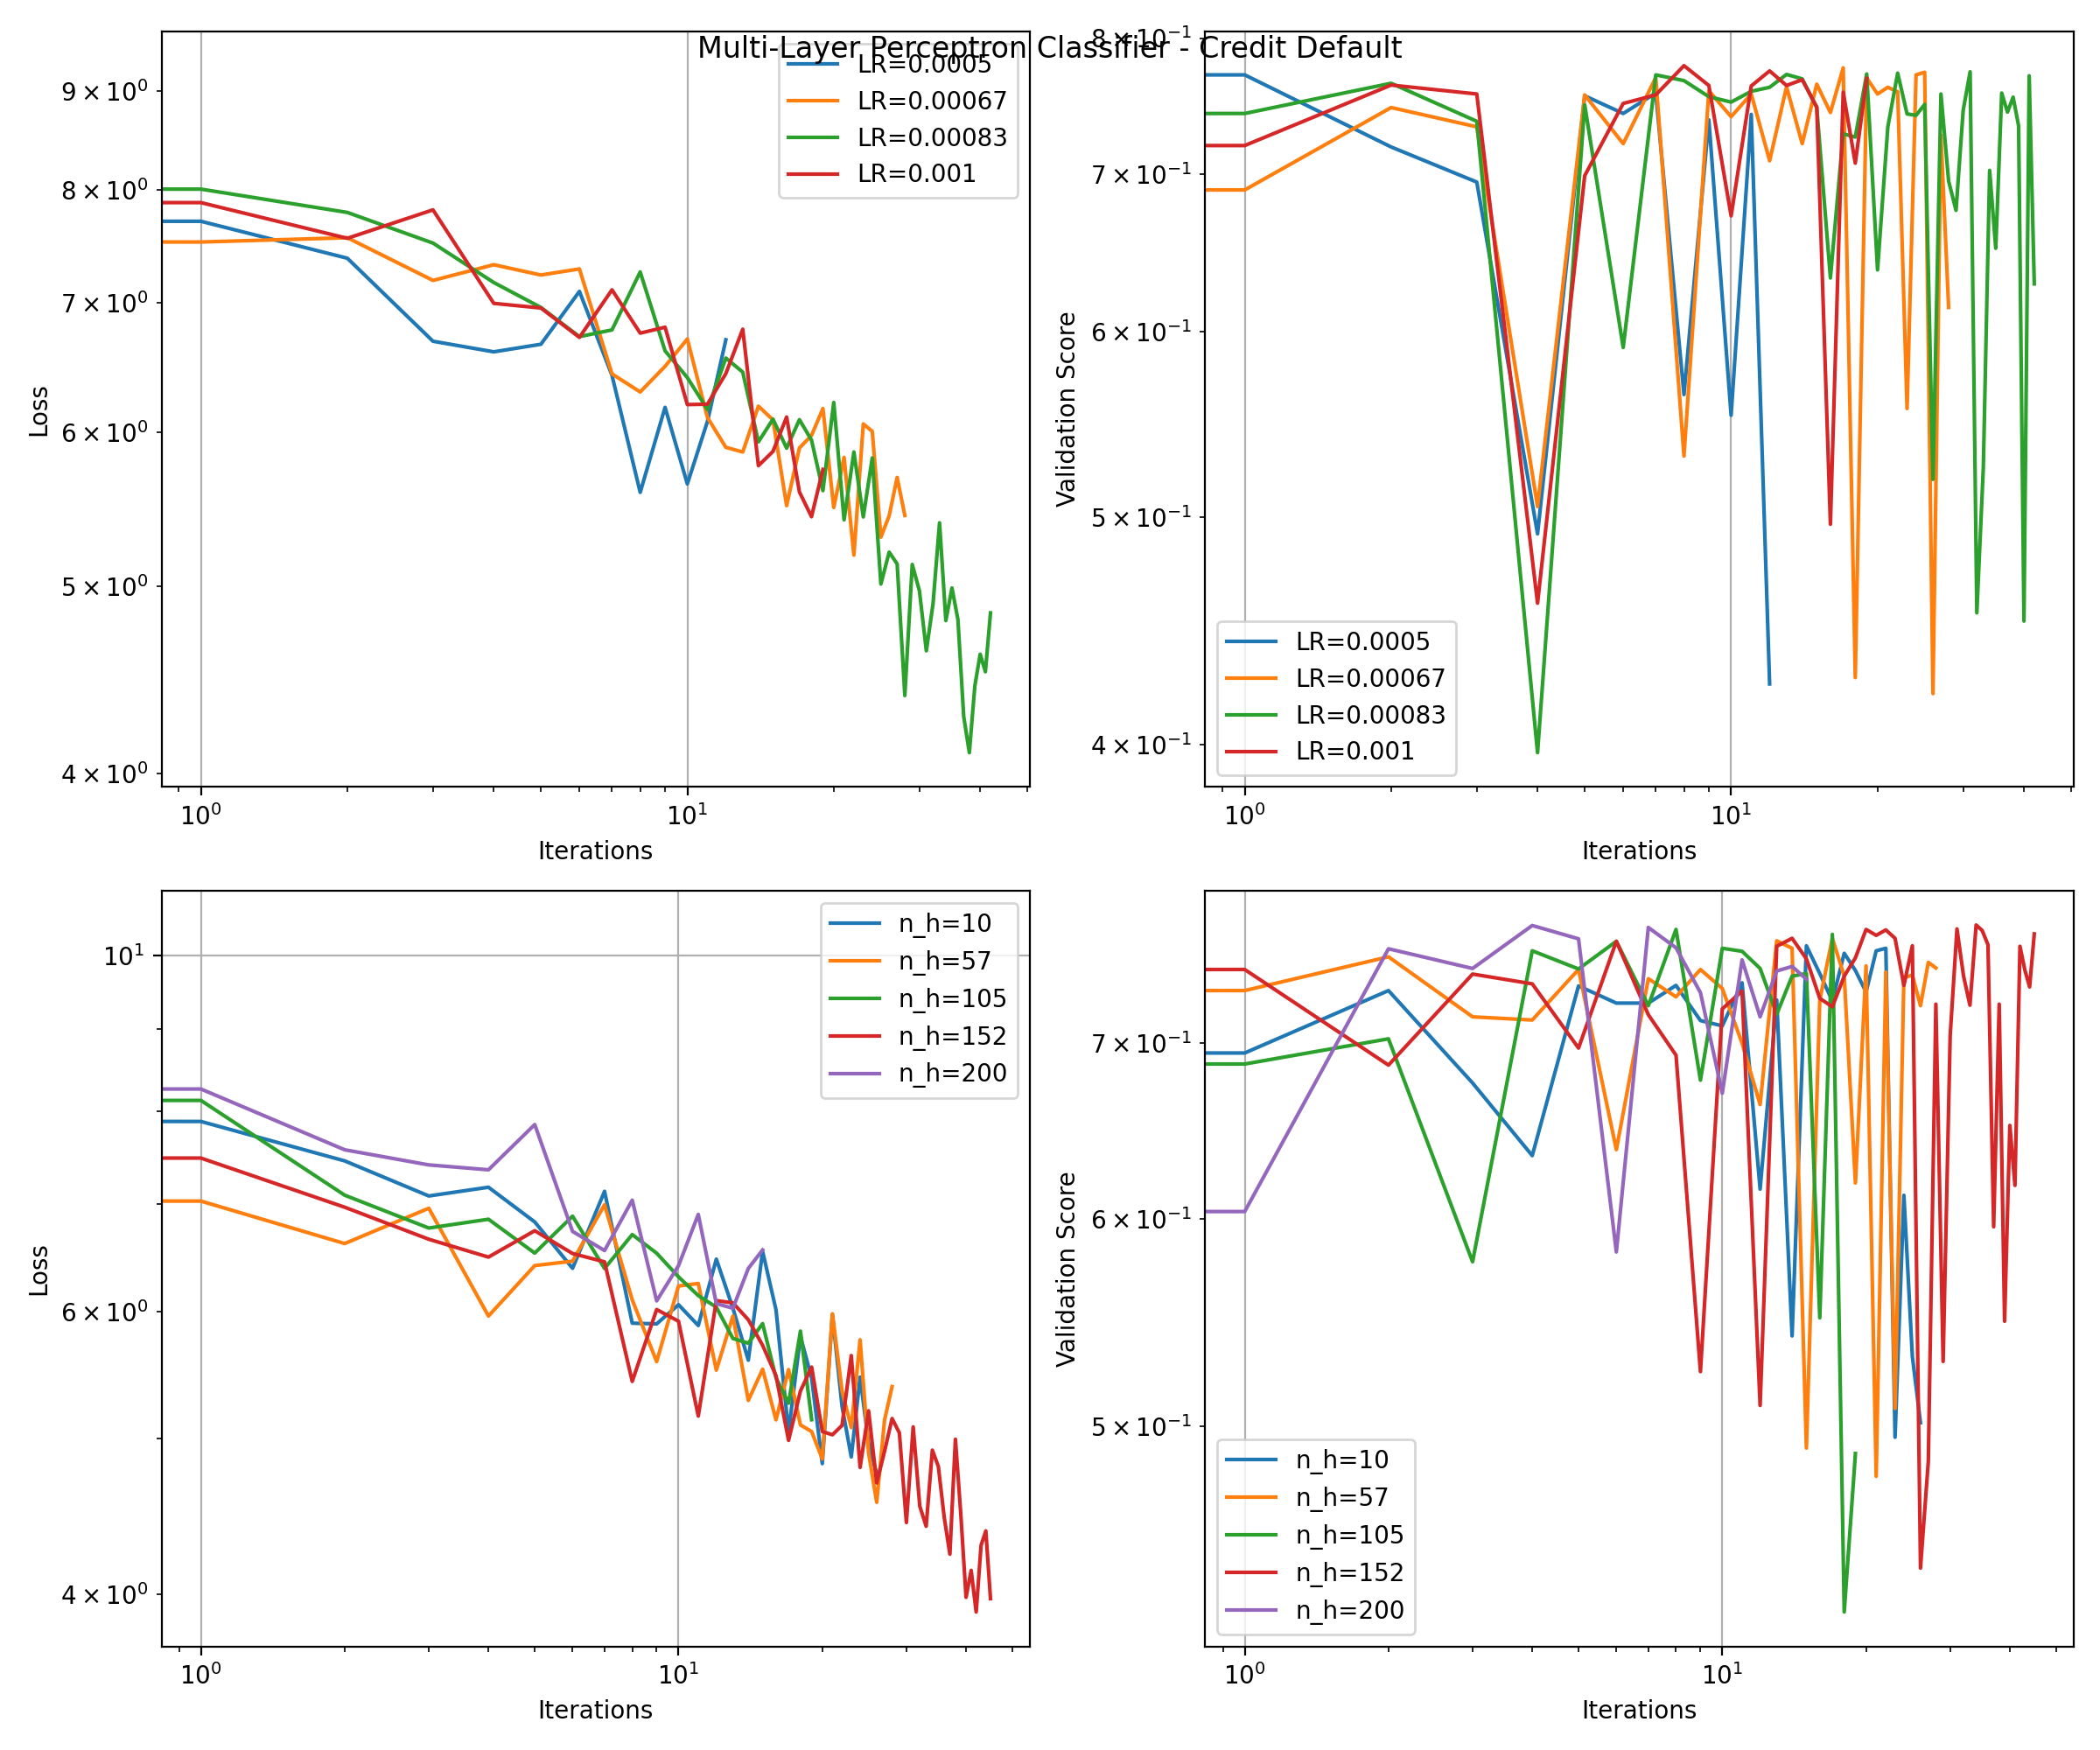 Multi-Layer Perceptron Classifier - Credit Default
9 × 10⁰
8 × 10⁰
7 × 10⁰
6 × 10⁰
5 × 10⁰
4 × 10⁰
Loss
LR=0.0005
LR=0.00067
LR=0.00083
LR=0.001
10⁰
10¹
Iterations
8 × 10⁻¹
7 × 10⁻¹
6 × 10⁻¹
5 × 10⁻¹
4 × 10⁻¹
Validation Score
LR=0.0005
LR=0.00067
LR=0.00083
LR=0.001
10⁰
10¹
Iterations
10¹
6 × 10⁰
4 × 10⁰
Loss
n_h=10
n_h=57
n_h=105
n_h=152
n_h=200
10⁰
10¹
Iterations
7 × 10⁻¹
6 × 10⁻¹
5 × 10⁻¹
Validation Score
n_h=10
n_h=57
n_h=105
n_h=152
n_h=200
10⁰
10¹
Iterations